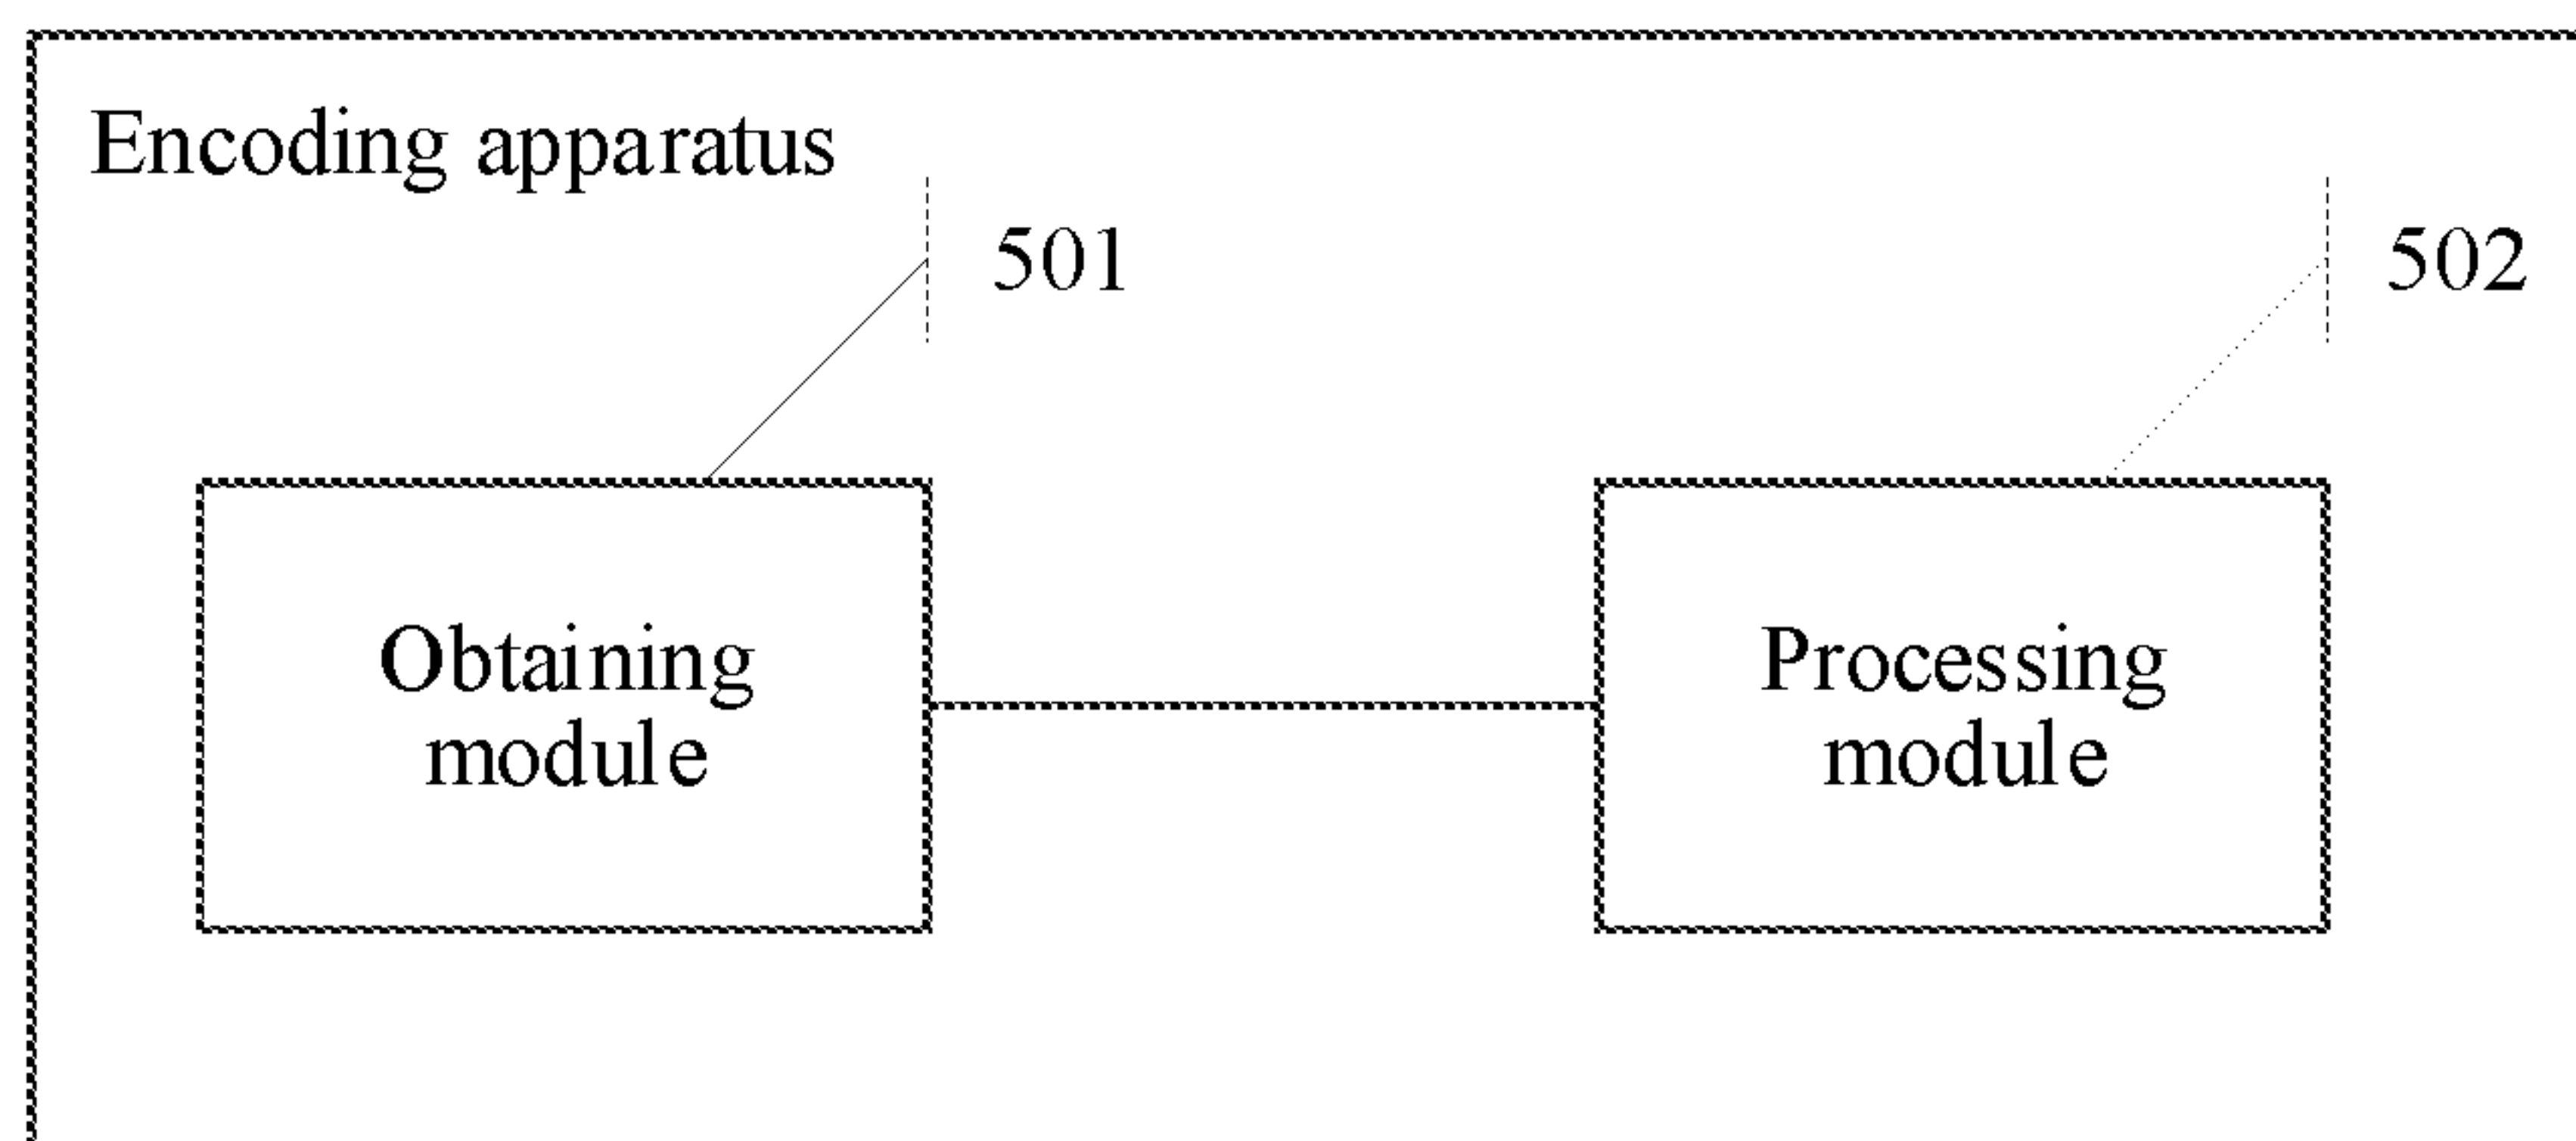 Encoding apparatus
501
502
Obtaining
module
Processing
module